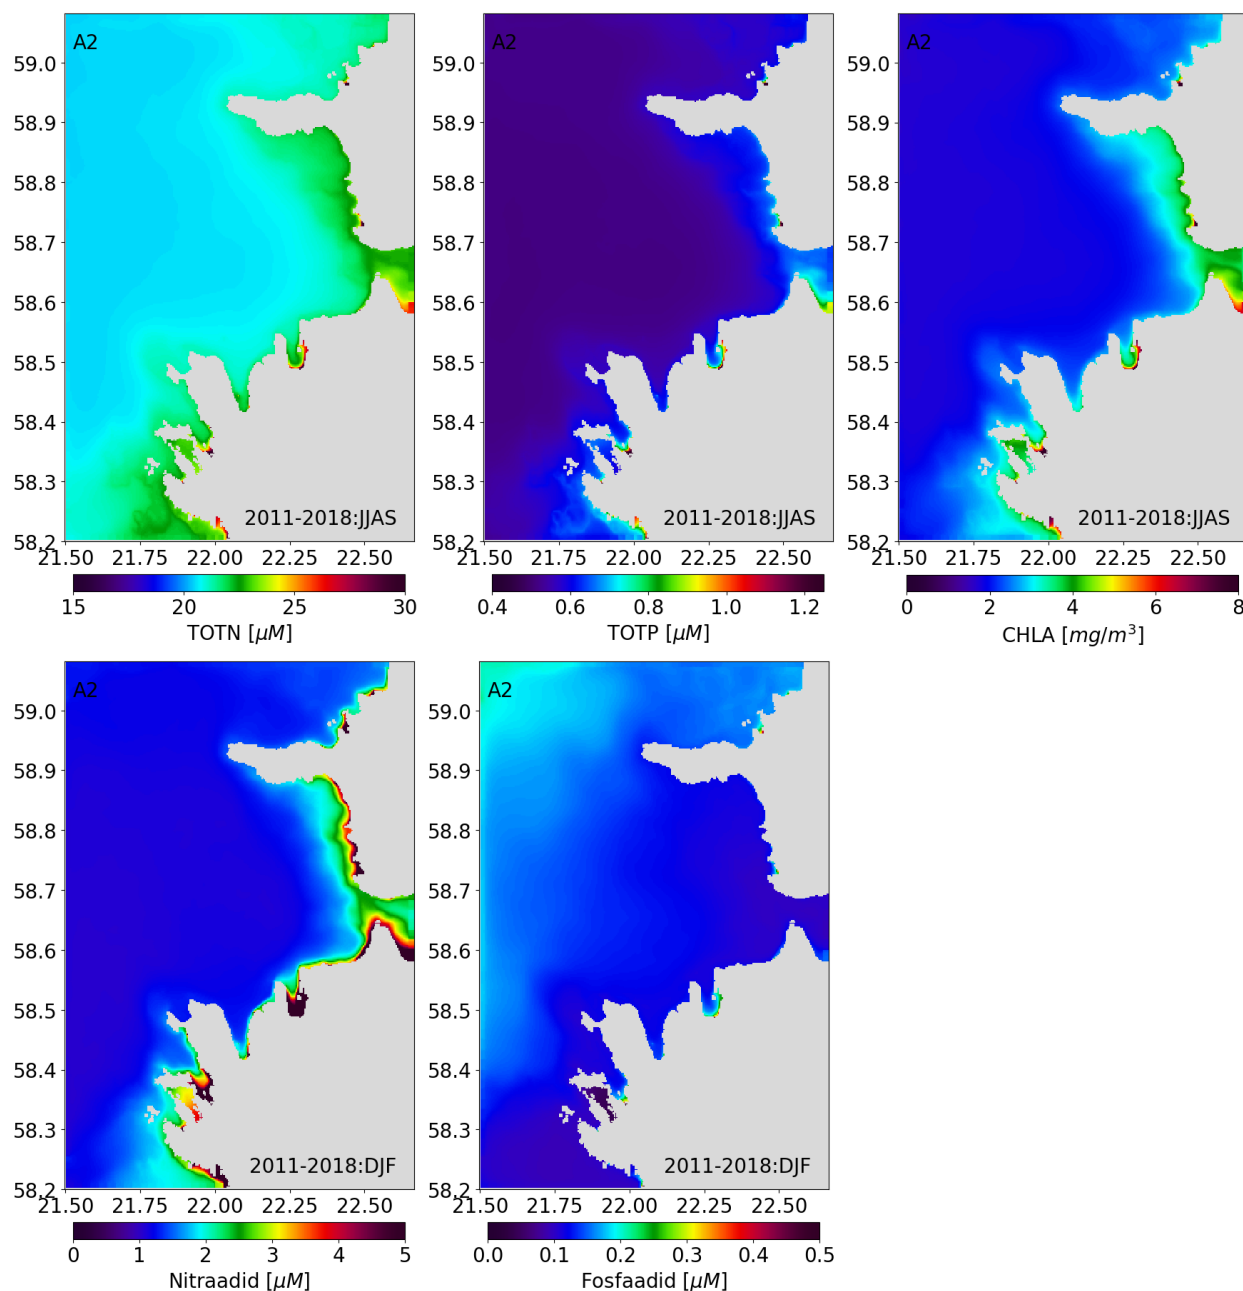 A2
59.0
58.9
58.8
58.7
58.6
58.5
58.4
58.3
58.2
2011-2018:JJAS
21.50 21.75 22.00 22.25 22.50
15 20 25 30
TOTN [μM]
A2
59.0
58.9
58.8
58.7
58.6
58.5
58.4
58.3
58.2
2011-2018:JJAS
21.50 21.75 22.00 22.25 22.50
0.4 0.6 0.8 1.0 1.2
TOTP [μM]
A2
59.0
58.9
58.8
58.7
58.6
58.5
58.4
58.3
58.2
2011-2018:JJAS
21.50 21.75 22.00 22.25 22.50
0 2 4 6 8
CHLA [mg/m³]
A2
59.0
58.9
58.8
58.7
58.6
58.5
58.4
58.3
58.2
2011-2018:DJF
21.50 21.75 22.00 22.25 22.50
0 1 2 3 4 5
Nitraadid [μM]
A2
59.0
58.9
58.8
58.7
58.6
58.5
58.4
58.3
58.2
2011-2018:DJF
21.50 21.75 22.00 22.25 22.50
0.0 0.1 0.2 0.3 0.4 0.5
Fosfaadid [μM]